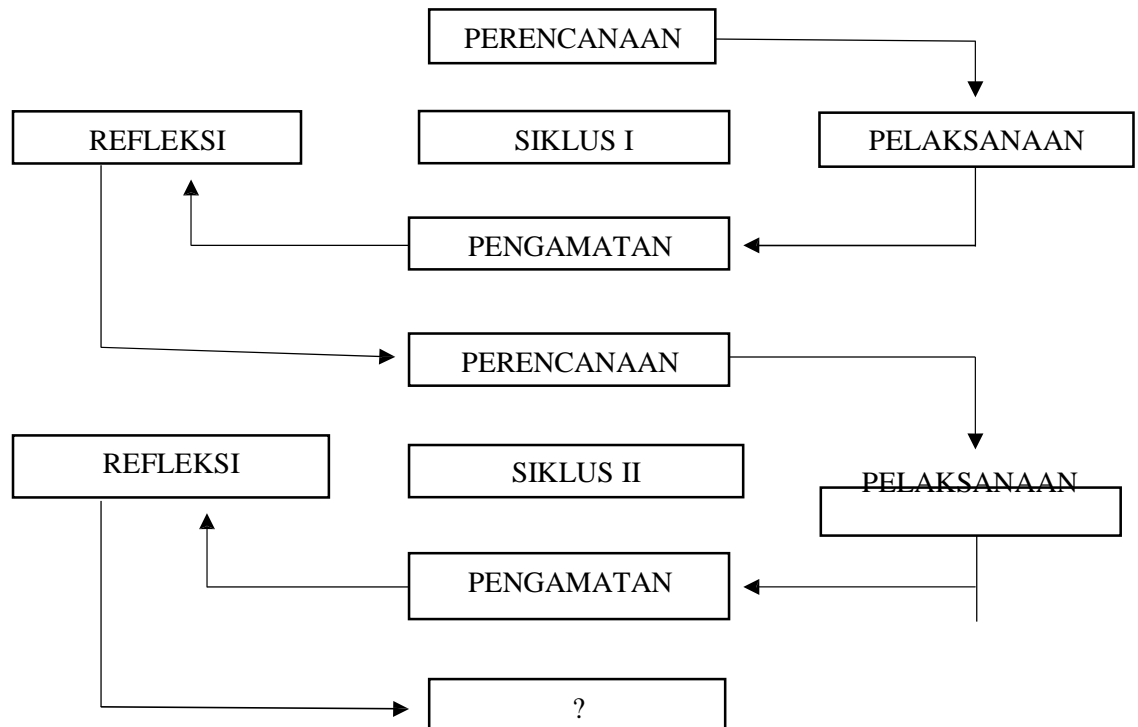 PERENCANAAN
REFLEKSI
SIKLUS I
PELAKSANAAN
PENGAMATAN
PERENCANAAN
REFLEKSI
SIKLUS II
PELAKSANAAN
PENGAMATAN
?